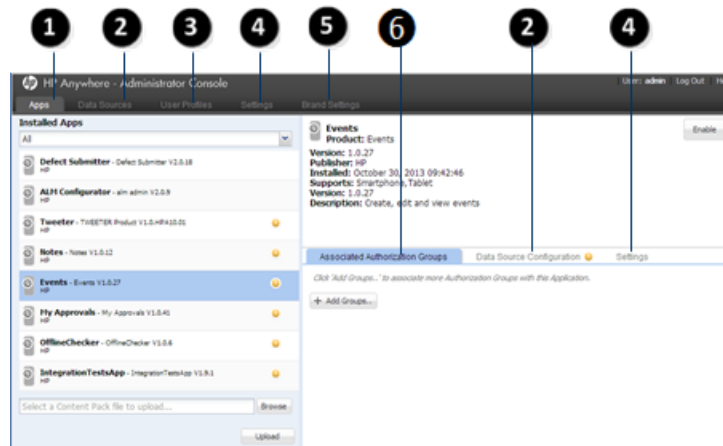 1 2 3 4 5 6 2 4
HP Anywhere - Administrator Console
User: admin Log Out
Apps Data Sources User Profiles Settings Brand Settings
Installed Apps
All
Defect Submitter - Defect Submitter V1.0.18
HP
ALM Configurator - alm admin V2.0.9
Tweeter - TWEETER Product V1.0.HP410.01
HP
Notes - Notes V1.0.12
HP
Events - Events V1.0.27
HP
My Approvals - My Approvals V1.0.41
HP
OfflineChecker - OfflineChecker V1.0.6
HP
IntegrationTestsApp - IntegrationTestsApp V1.9.1
HP
Select a Content Pack file to upload...
Browse
Upload
Events
Product: Events
Enable
Version: 1.0.27
Publisher: HP
Installed: October 30, 2013 09:42:46
Supports: Smartphone, Tablet
Version: 1.0.27
Description: Create, edit and view events
Associated Authorization Groups Data Source Configuration Settings
Click 'Add Groups...' to associate more Authorization Groups with this Application.
+ Add Groups...